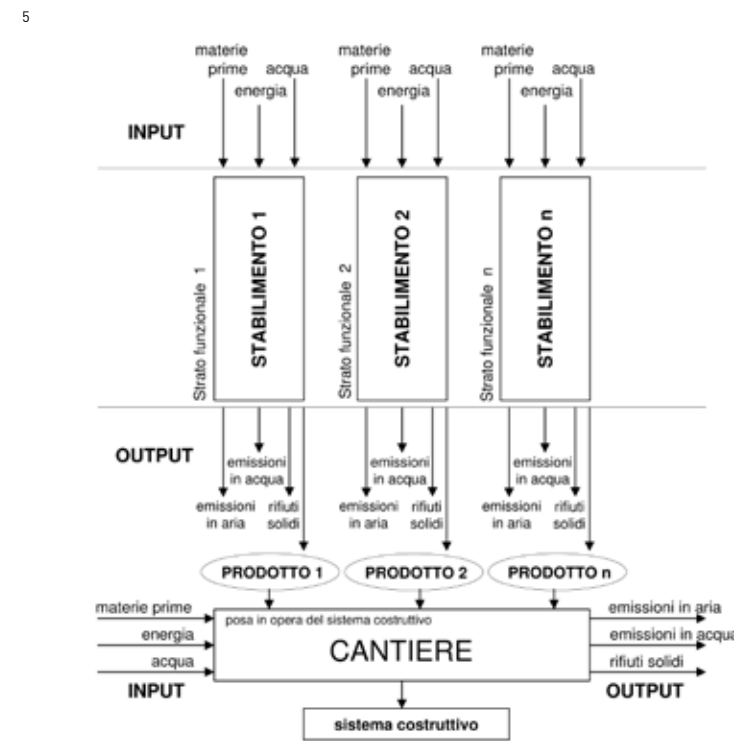 5
materie materie materie
prime acqua prime acqua prime acqua
energia energia energia
INPUT
Strato funzionale 1
STABILIMENTO 1
Strato funzionale 2
STABILIMENTO 2
Strato funzionale n
STABILIMENTO n
OUTPUT
emissioni emissioni emissioni
in acqua in acqua in acqua
emissioni rifiuti emissioni rifiuti emissioni rifiuti
in aria solidi in aria solidi in aria solidi
PRODOTTO 1 PRODOTTO 2 PRODOTTO n
materie prime
energia
acqua
INPUT
posa in opera del sistema costruttivo
CANTIERE
emissioni in aria
emissioni in acqua
rifiuti solidi
OUTPUT
sistema costruttivo